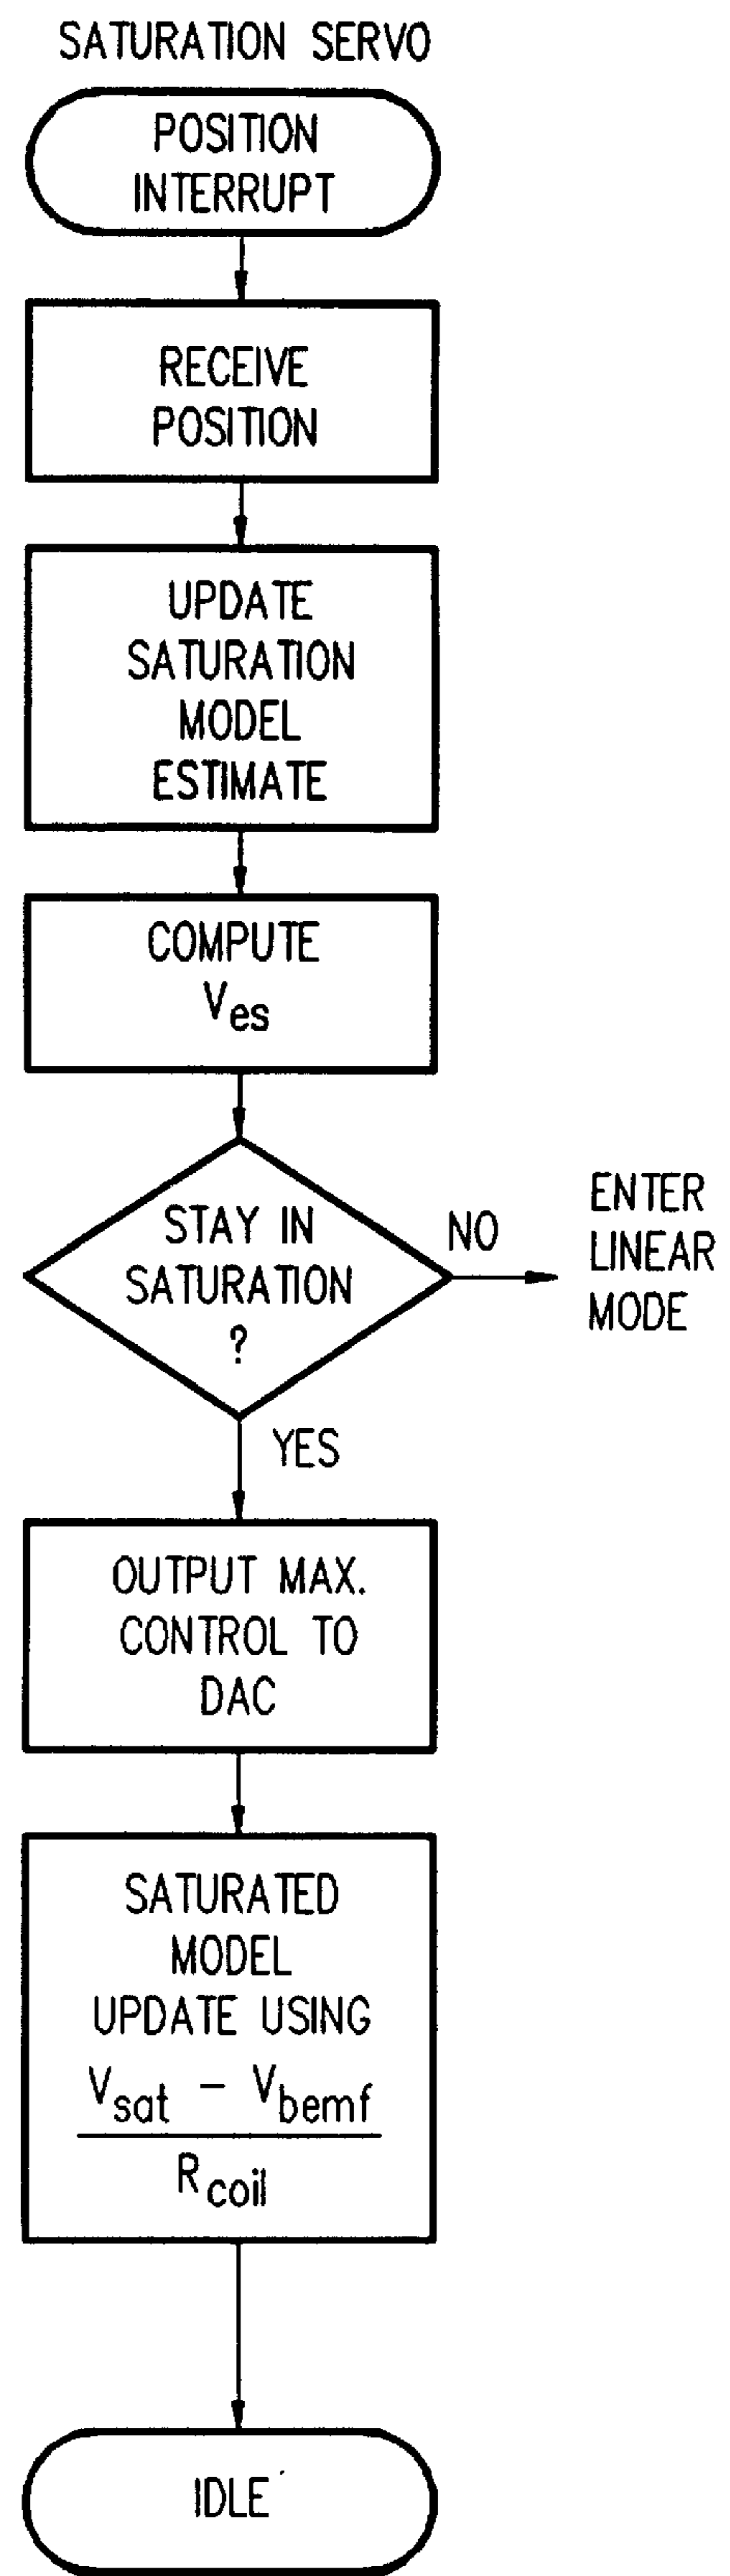 SATURATION SERVO
POSITION
INTERRUPT
RECEIVE
POSITION
UPDATE
SATURATION
MODEL
ESTIMATE
COMPUTE
Ves
STAY IN
SATURATION
?
NO
ENTER
LINEAR
MODE
YES
OUTPUT MAX.
CONTROL TO
DAC
SATURATED
MODEL
UPDATE USING
Vsat - Vbemf
Rcoil
IDLE